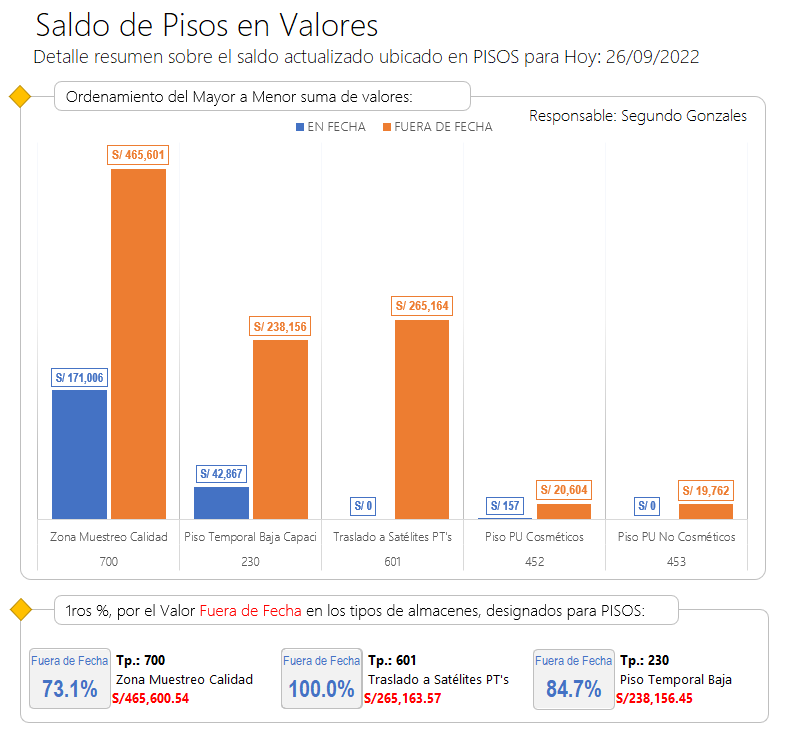 Saldo de Pisos en Valores
Detalle resumen sobre el saldo actualizado ubicado en PISOS para Hoy: 26/09/2022
Ordenamiento del Mayor a Menor suma de valores:
Responsable: Segundo Gonzales
EN FECHA FUERA DE FECHA
S/ 465,601
S/ 265,164
S/ 238,156
S/ 171,006
S/ 42,867
S/ 0
S/ 157
S/ 20,604
S/ 0
S/ 19,762
Zona Muestreo Calidad Piso Temporal Baja Capaci Traslado a Satélites PT's Piso PU Cosméticos Piso PU No Cosméticos
700 230 601 452 453
1ros %, por el Valor Fuera de Fecha en los tipos de almacenes, designados para PISOS:
Fuera de Fecha
73.1%
Tp.: 700
Zona Muestreo Calidad
S/465,600.54
Fuera de Fecha
100.0%
Tp.: 601
Traslado a Satélites PT's
S/265,163.57
Fuera de Fecha
84.7%
Tp.: 230
Piso Temporal Baja
S/238,156.45